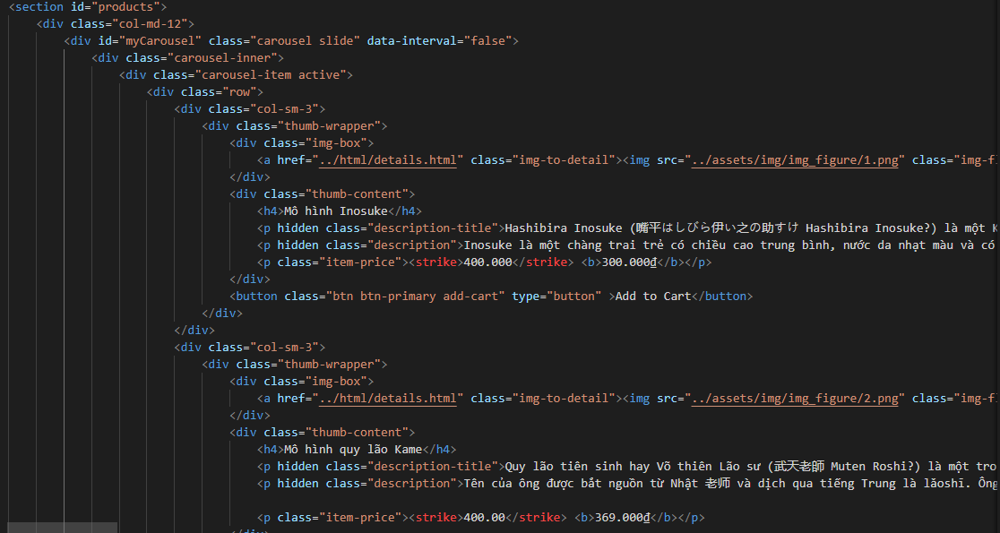 <section id="products">
<div class="col-md-12">
<div id="myCarousel" class="carousel slide" data-interval="false">
<div class="carousel-inner">
<div class="carousel-item active">
<div class="row">
<div class="col-sm-3">
<div class="thumb-wrapper">
<div class="img-box">
<a href="../html/details.html" class="img-to-detail"><img src="../assets/img/img_figure/1.png" class="img-f
</div>
<div class="thumb-content">
<h4>Mô hình Inosuke</h4>
<p hidden class="description-title">Hashibira Inosuke (嘴平はしびら伊い之の助すけ Hashibira Inosuke?) là một K
<p hidden class="description">Inosuke là một chàng trai trẻ có chiều cao trung bình, nước da nhạt màu và có
<p class="item-price"><strike>400.000</strike> <b>300.000₫</b></p>
</div>
<button class="btn btn-primary add-cart" type="button" >Add to Cart</button>
</div>
</div>
<div class="col-sm-3">
<div class="thumb-wrapper">
<div class="img-box">
<a href="../html/details.html" class="img-to-detail"><img src="../assets/img/img_figure/2.png" class="img-f
</div>
<div class="thumb-content">
<h4>Mô hình quy lão Kame</h4>
<p hidden class="description-title">Quy lão tiên sinh hay Võ thiên Lão sư (武天老師 Muten Roshi?) là một tro
<p hidden class="description">Tên của ông được bắt nguồn từ Nhật 老师 và dịch qua tiếng Trung là lǎoshī. Ông
<p class="item-price"><strike>400.00</strike> <b>369.000₫</b></p>